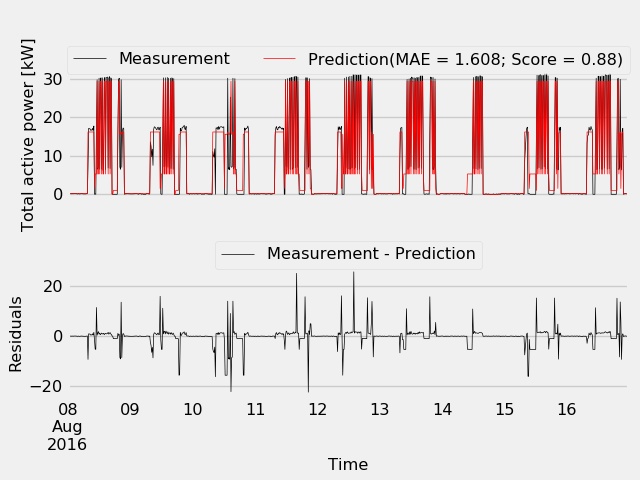 Measurement
Prediction(MAE = 1.608; Score = 0.88)
Total active power [kW]
30
20
10
0
Measurement - Prediction
Residuals
20
0
−20
08 09 10 11 12 13 14 15 16
Aug
2016
Time